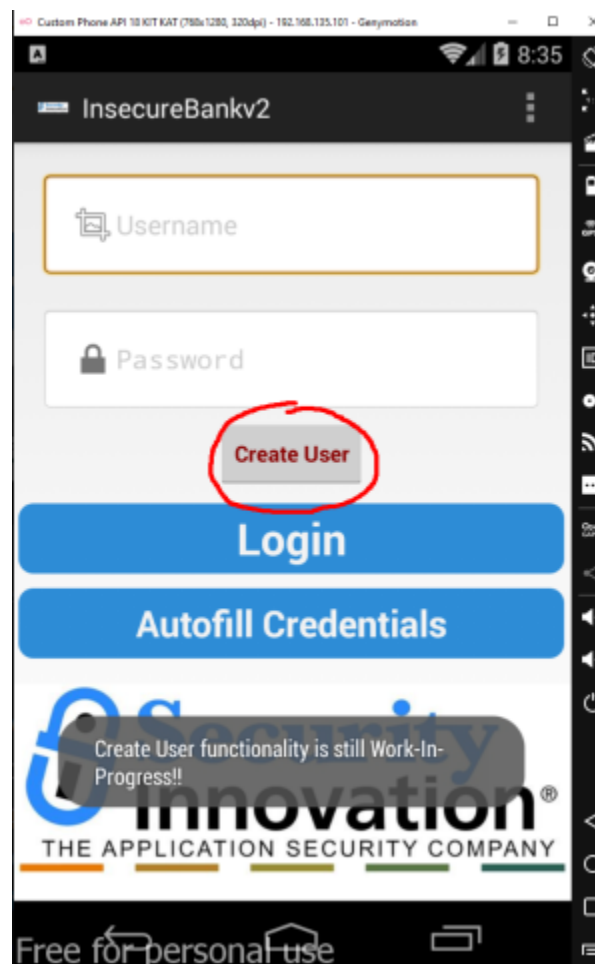 Custom Phone API 18 KIT KAT (768x1280, 320dpi) - 192.168.135.101 - Genymotion
A
8:35
InsecureBankv2
Username
Password
Create User
Login
Autofill Credentials
Security
Create User functionality is still Work-In-
Progress!!
Innovation®
THE APPLICATION SECURITY COMPANY
Free for personal use